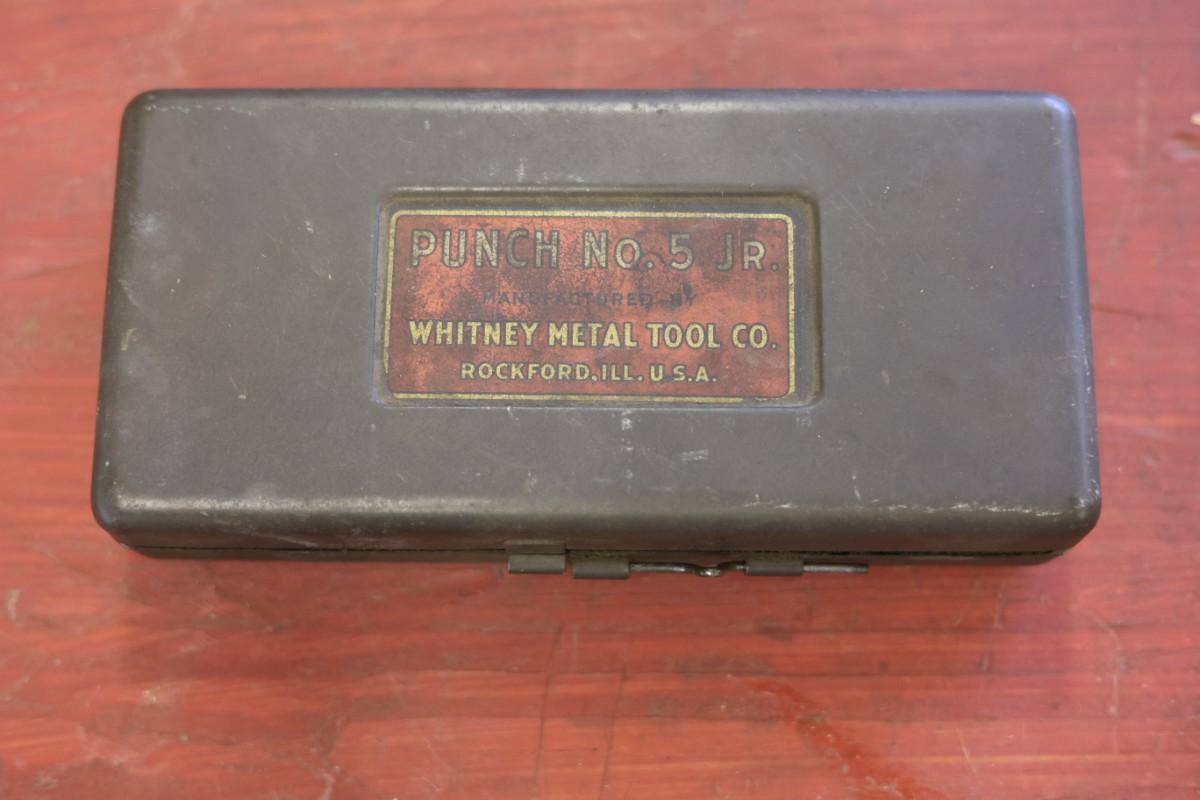 PUNCH No. 5 JR.
MANUFACTURED BY
WHITNEY METAL TOOL CO.
ROCKFORD, ILL. U.S.A.